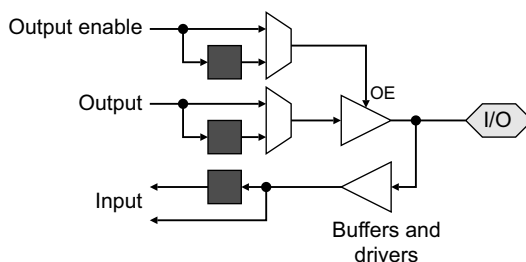 Output enable
OE
Output
I/O
Input
Buffers and
drivers